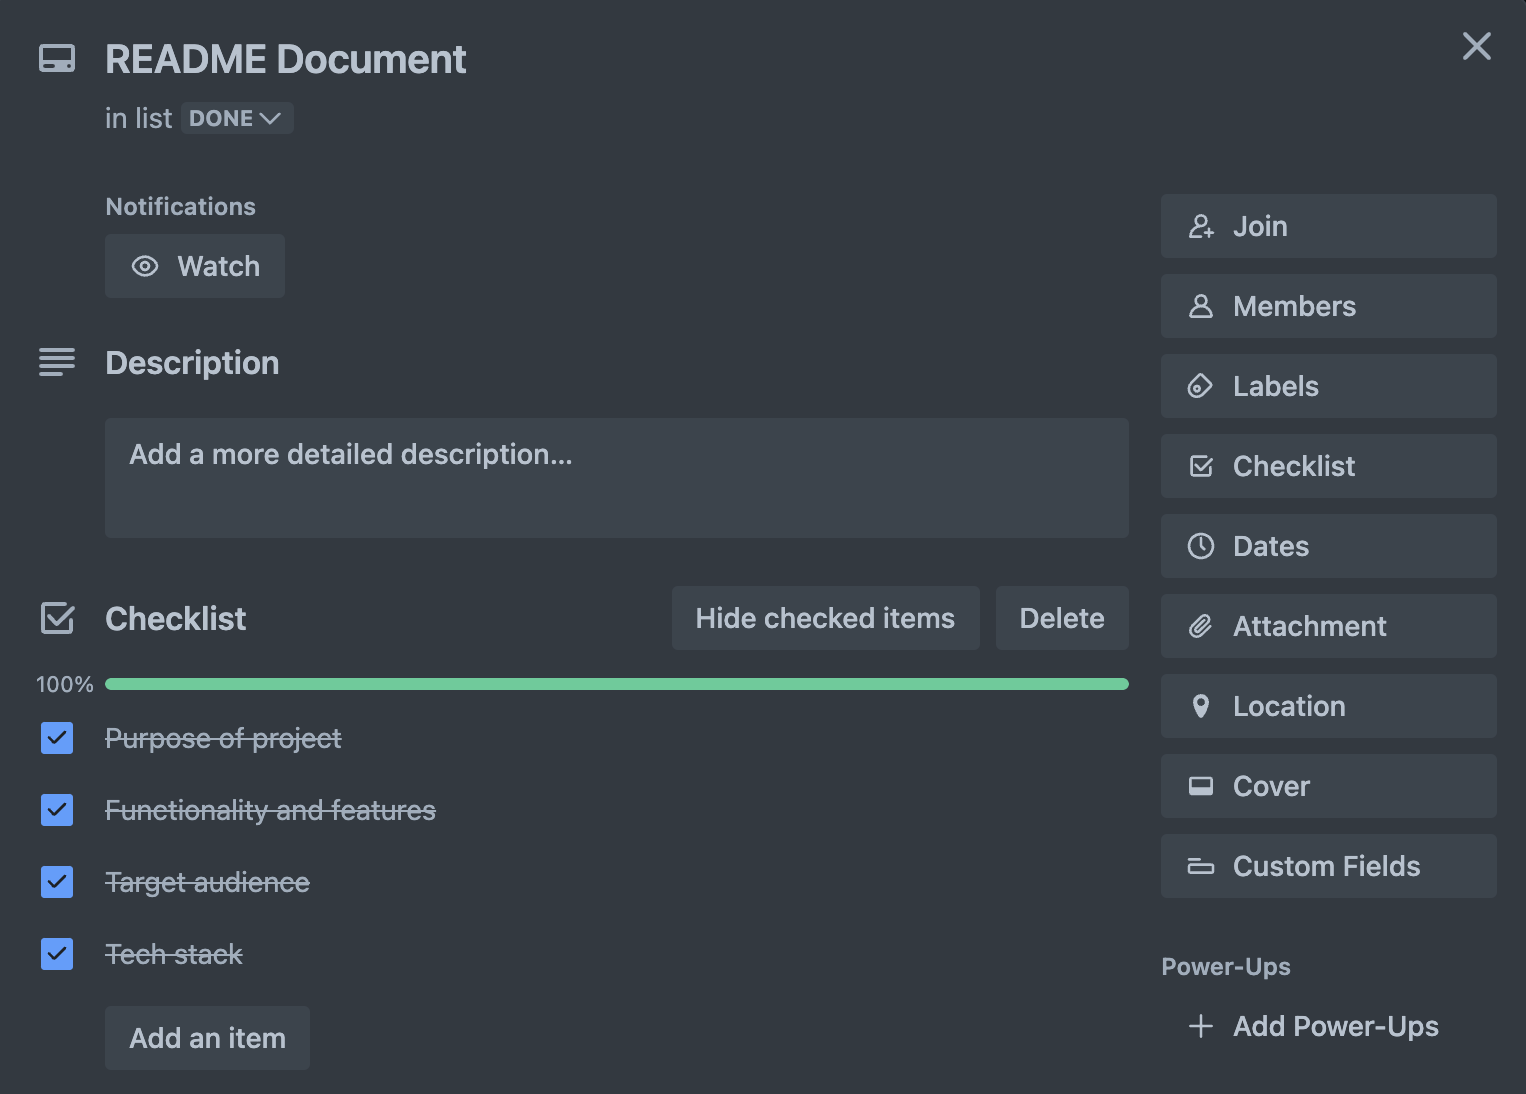 README Document
in list DONE
Notifications
Watch
Description
Add a more detailed description...
Checklist
Hide checked items
Delete
100%
Purpose of project
Functionality and features
Target audience
Tech stack
Add an item
Join
Members
Labels
Checklist
Dates
Attachment
Location
Cover
Custom Fields
Power-Ups
Add Power-Ups